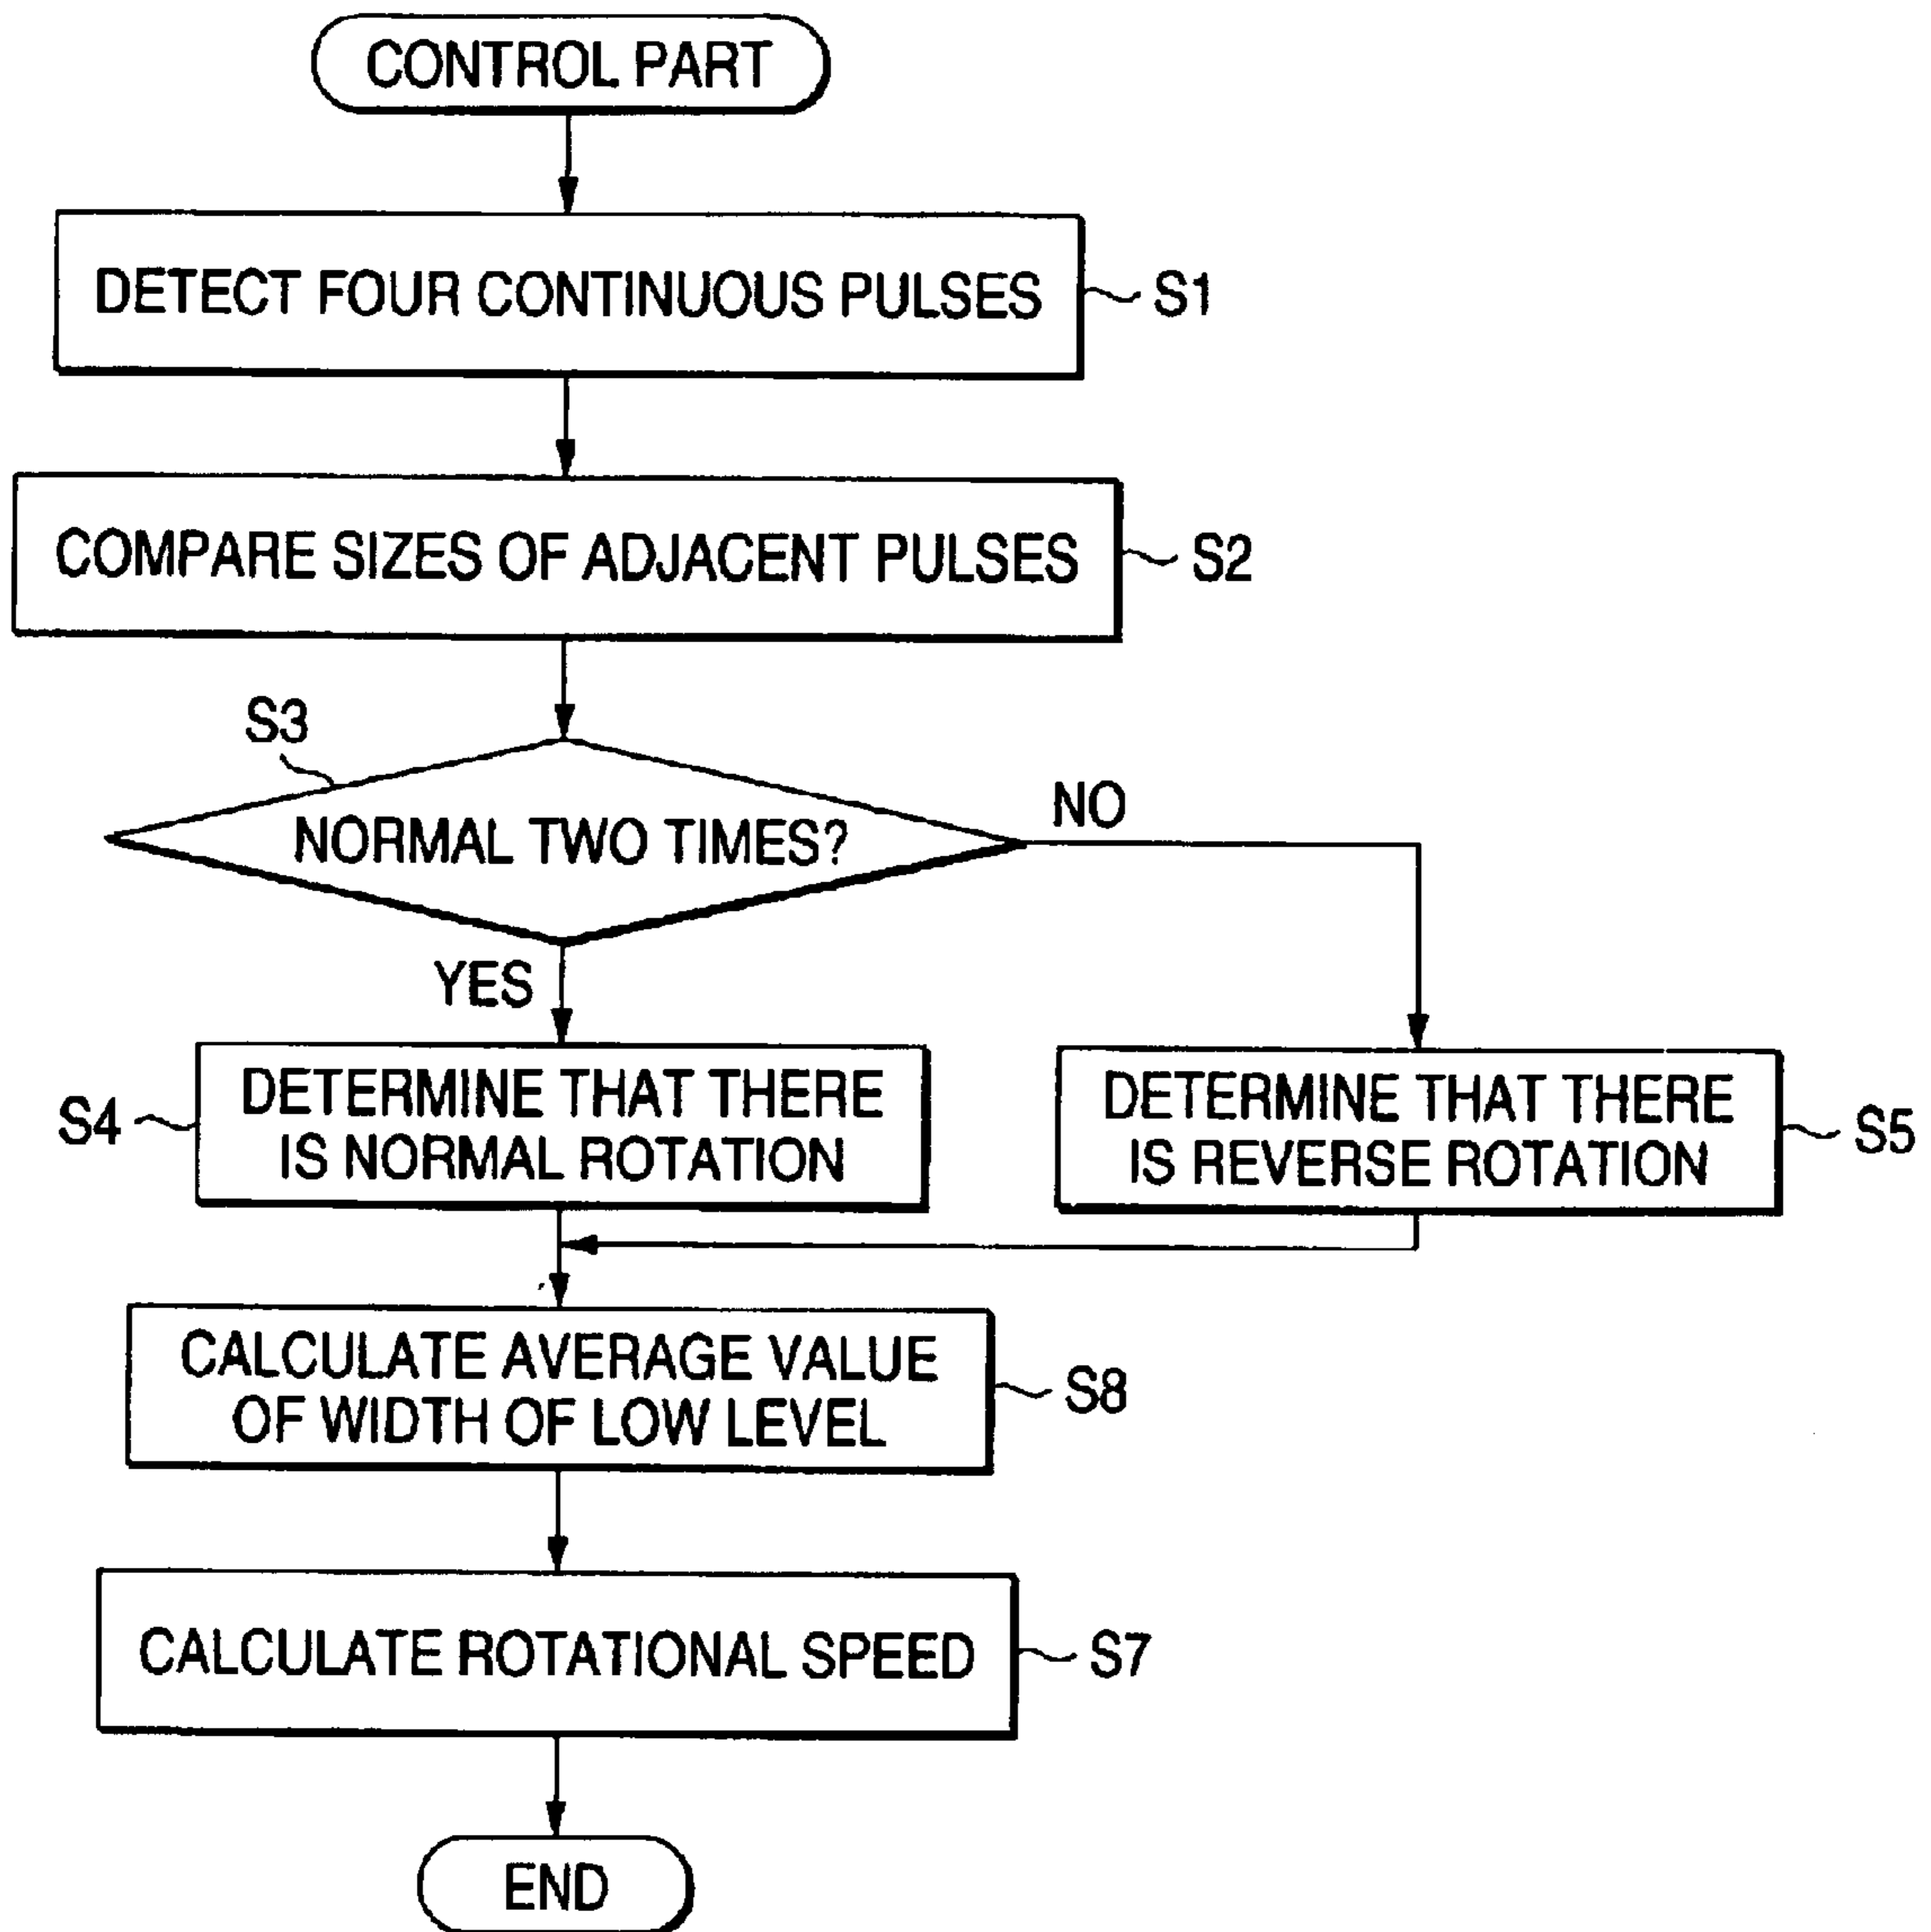 CONTROL PART
DETECT FOUR CONTINUOUS PULSES
S1
COMPARE SIZES OF ADJACENT PULSES
S2
S3
NORMAL TWO TIMES?
NO
YES
S4
DETERMINE THAT THERE
IS NORMAL ROTATION
DETERMINE THAT THERE
IS REVERSE ROTATION
S5
CALCULATE AVERAGE VALUE
OF WIDTH OF LOW LEVEL
S8
CALCULATE ROTATIONAL SPEED
S7
END